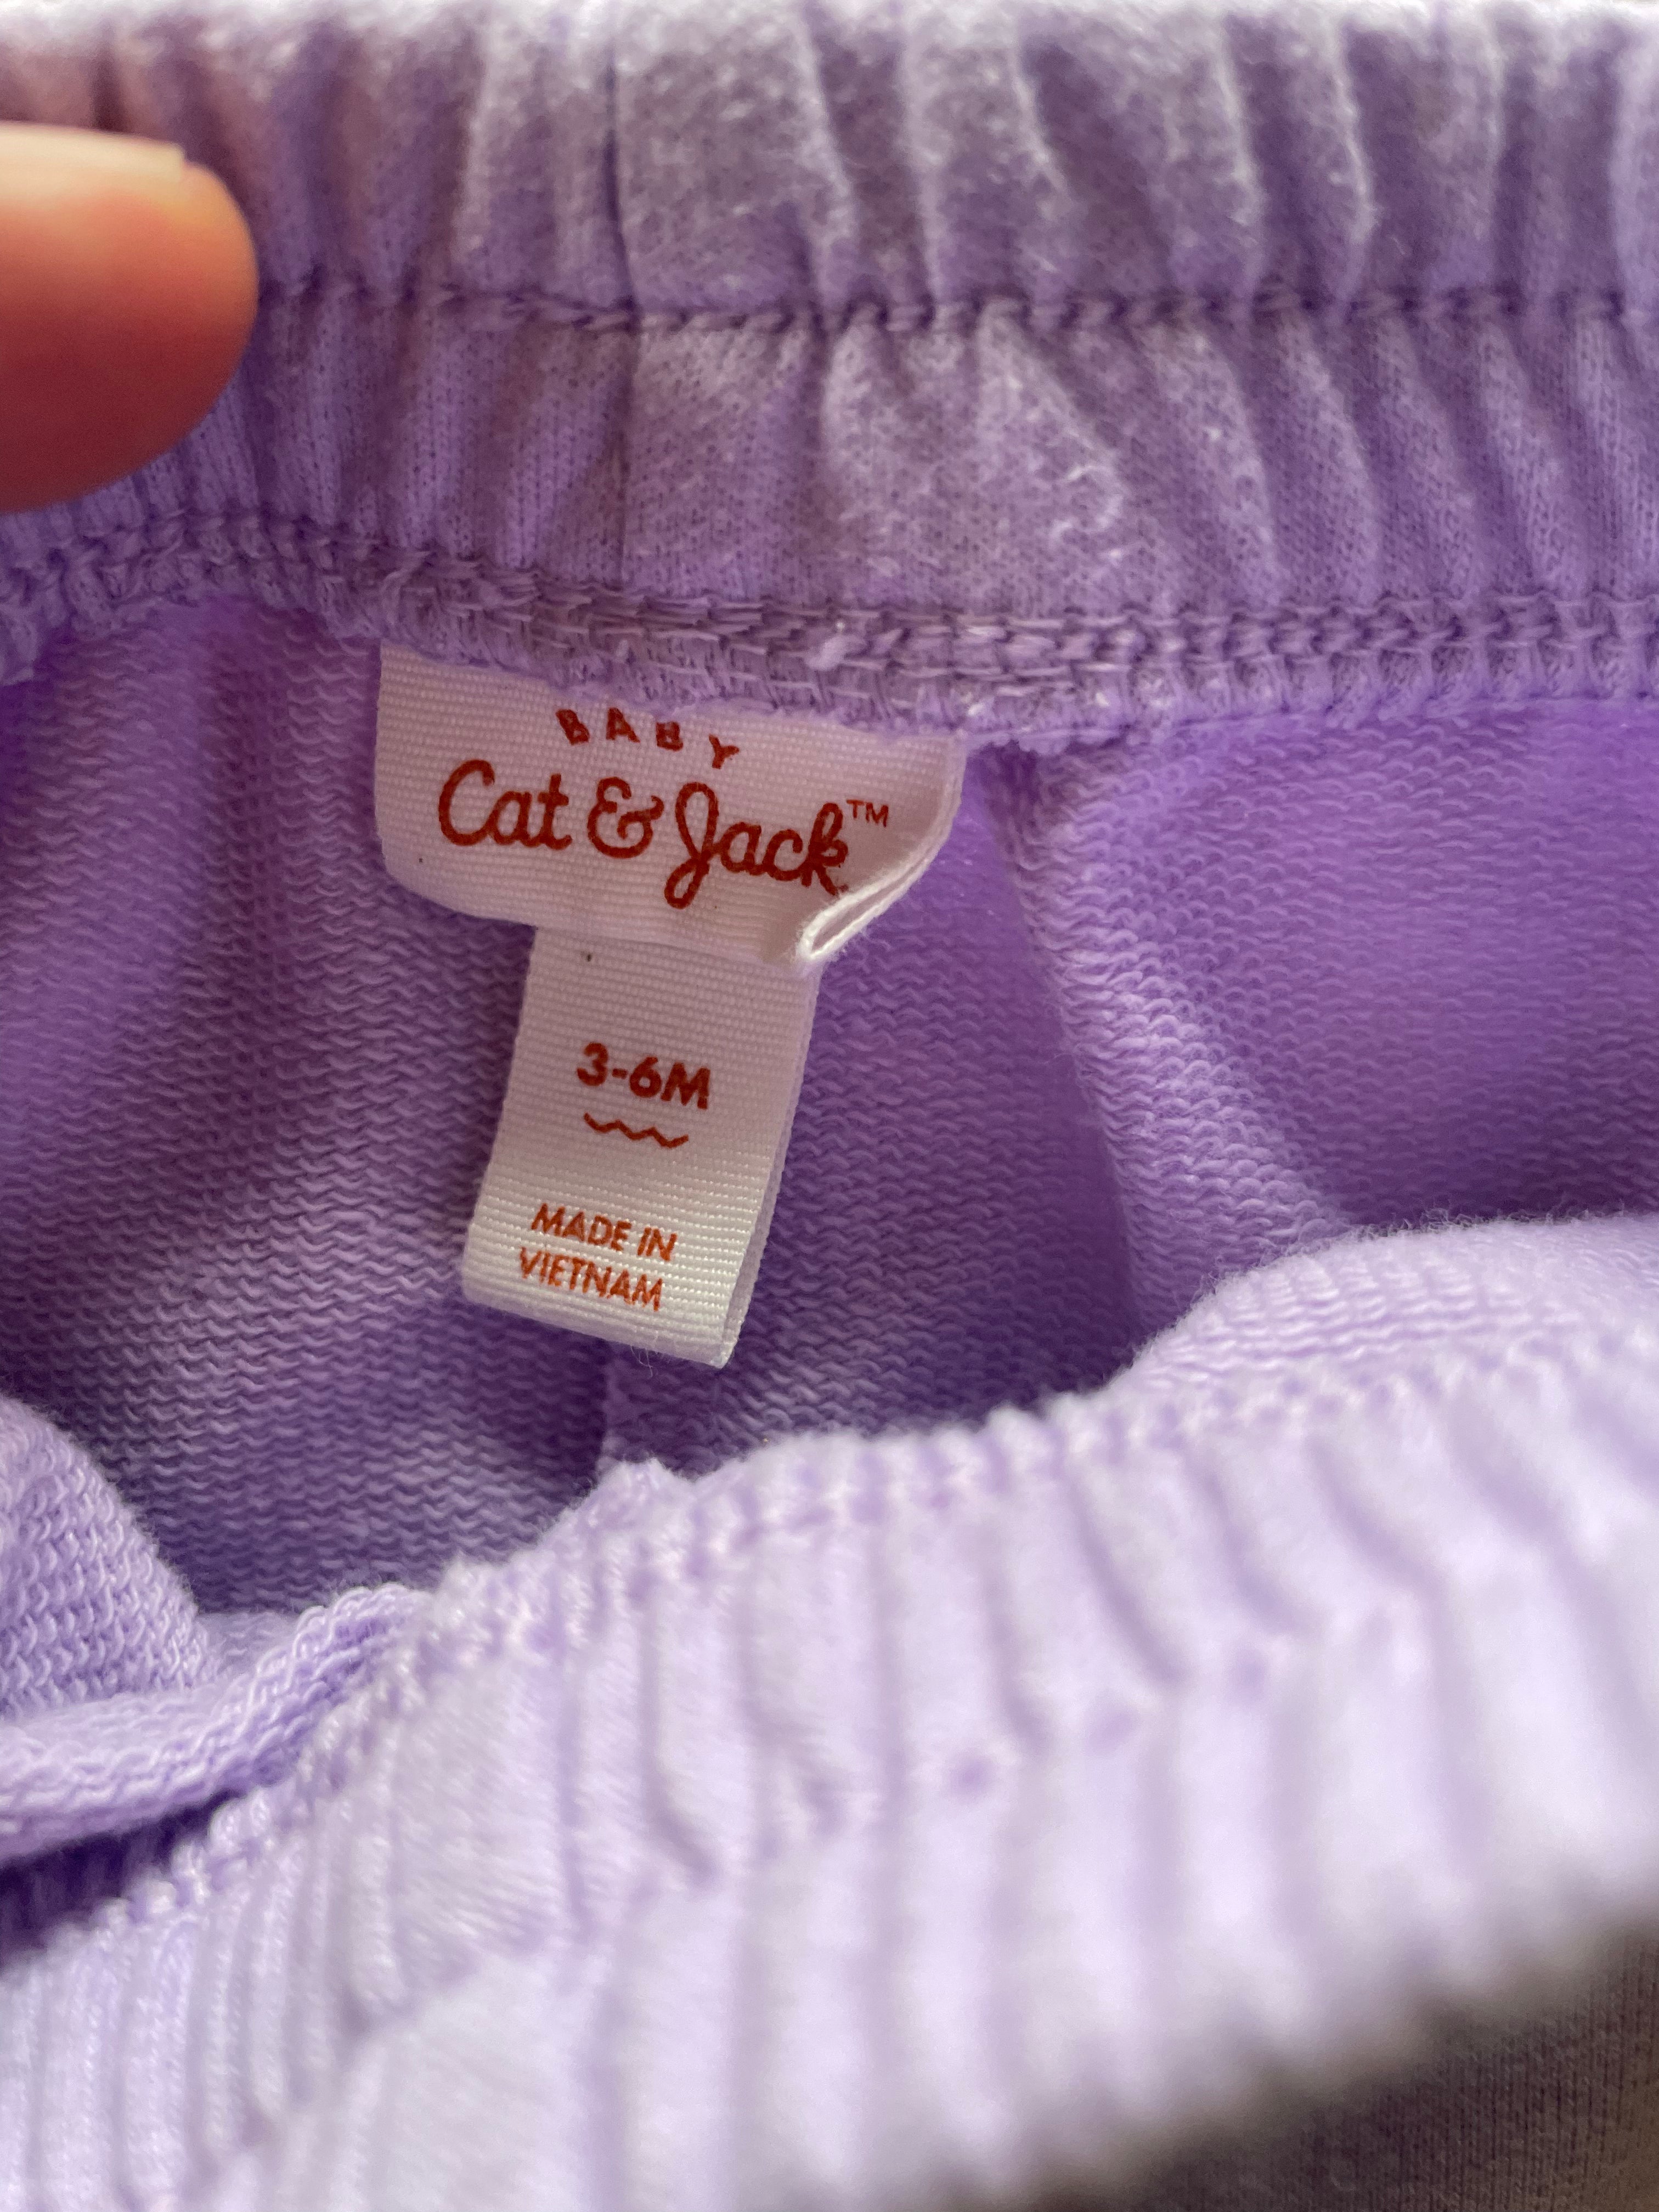 BABY
Cat & Jack™
3-6M
MADE IN
VIETNAM